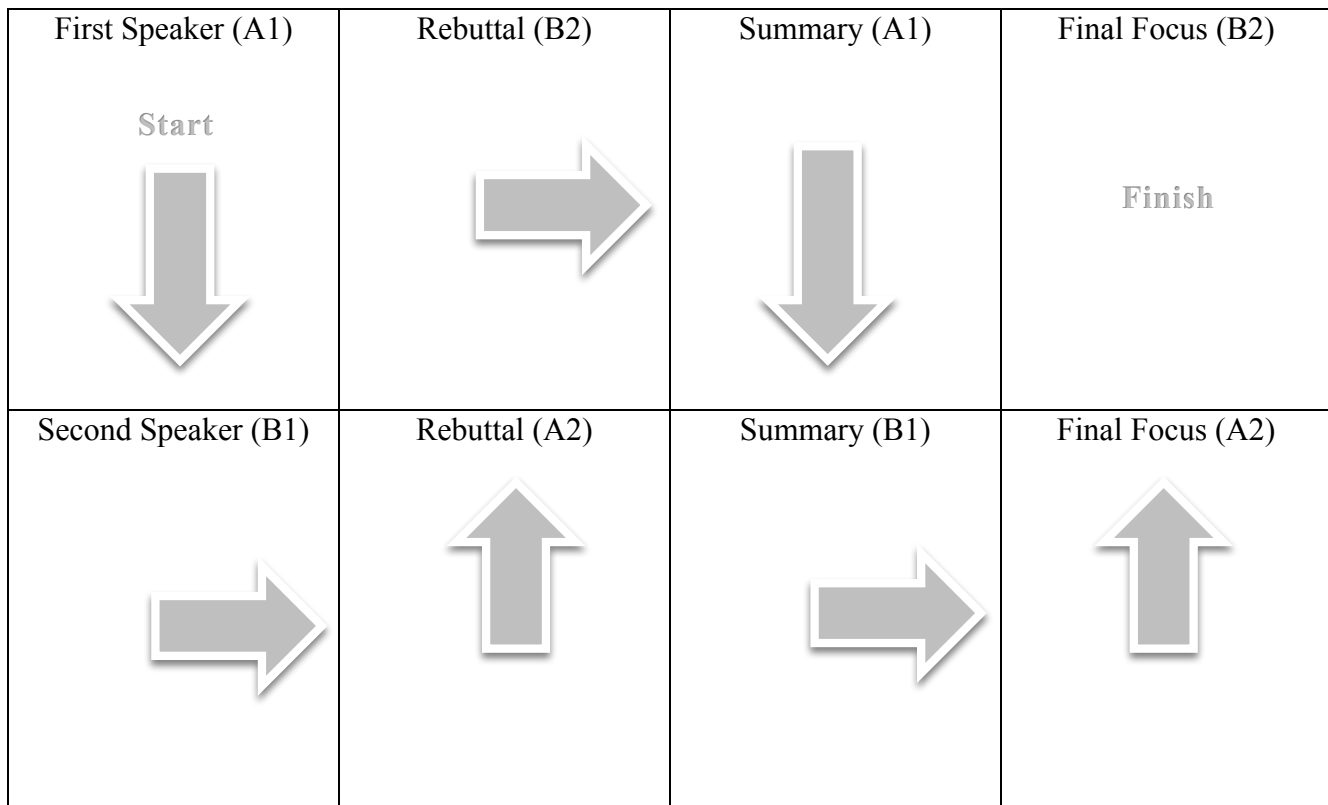 First Speaker (A1)
Rebuttal (B2)
Summary (A1)
Final Focus (B2)
Start
Finish
Second Speaker (B1)
Rebuttal (A2)
Summary (B1)
Final Focus (A2)